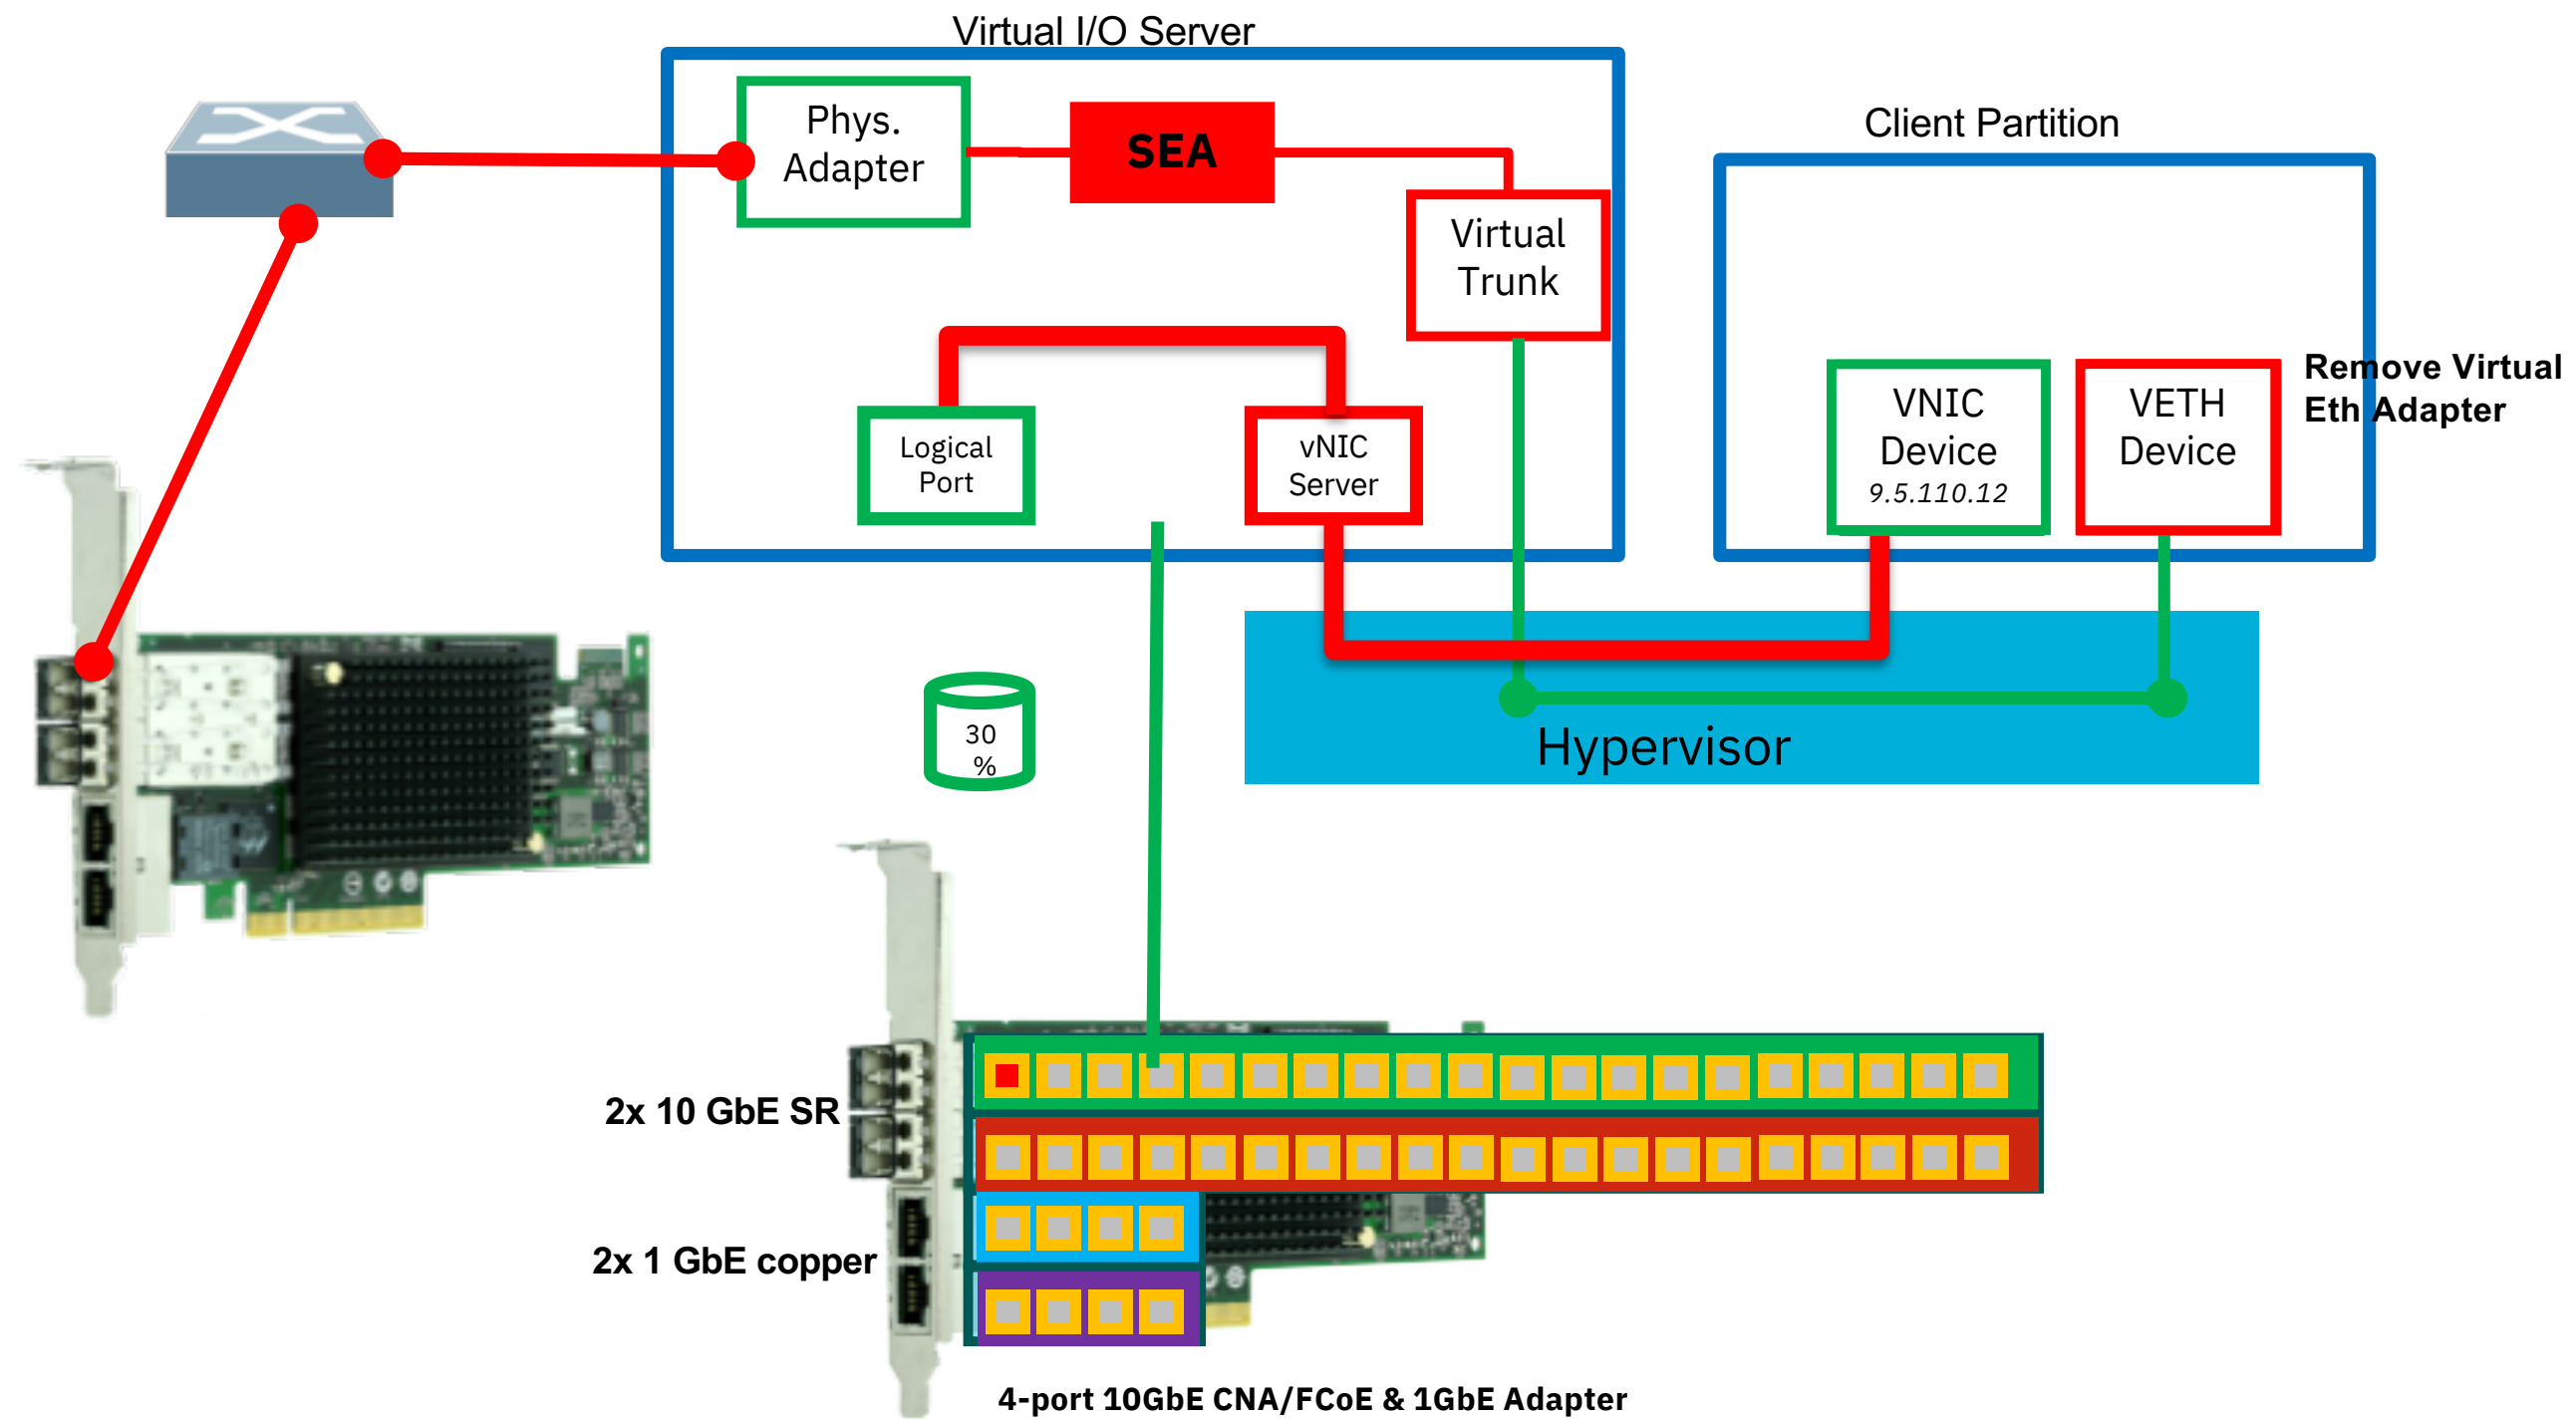 Virtual I/O Server
Phys.
Adapter
SEA
Virtual
Trunk
Logical
Port
vNIC
Server
Client Partition
VNIC
Device
9.5.110.12
VETH
Device
Remove Virtual
Eth Adapter
30
%
Hypervisor
2x 10 GbE SR
2x 1 GbE copper
4-port 10GbE CNA/FCoE & 1GbE Adapter